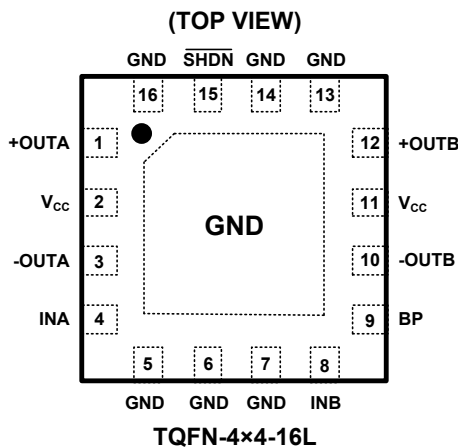 (TOP VIEW)
GND SHDN GND GND
16 15 14 13
+OUTA 1 12 +OUTB
VCC 2 11 VCC
GND
-OUTA 3 10 -OUTB
INA 4 9 BP
5 6 7 8
GND GND GND INB
TQFN-4×4-16L